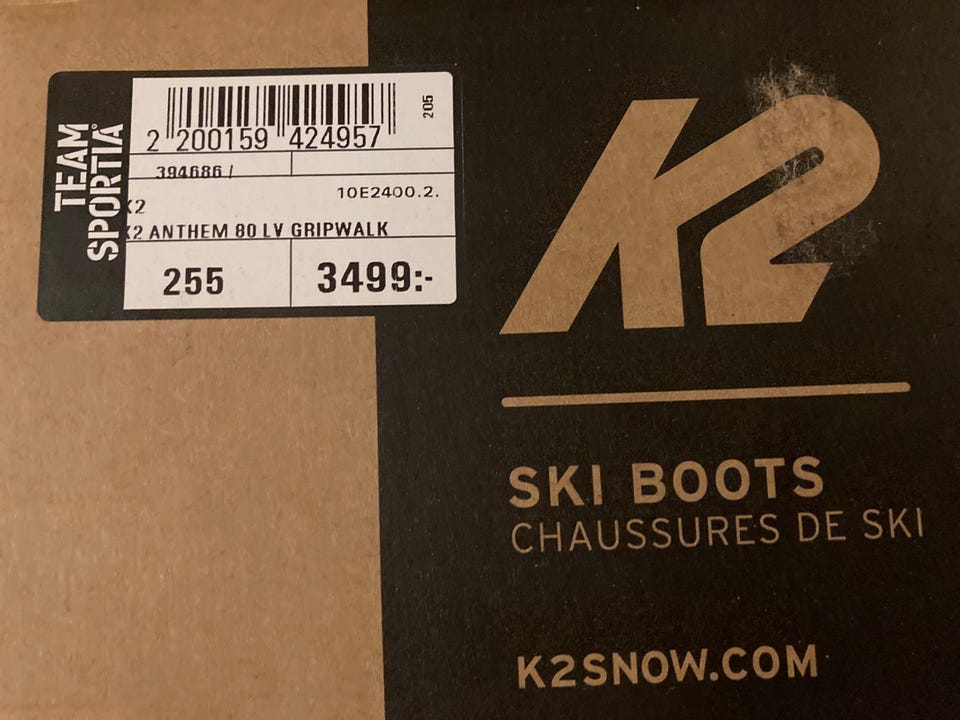 TEAM
SPORTIA
2 200159 424957
205
394686 /
10E2400.2.
K2
K2 ANTHEM 80 LV GRIPWALK
255
3499:-
K2
SKI BOOTS
CHAUSSURES DE SKI
K2SNOW.COM